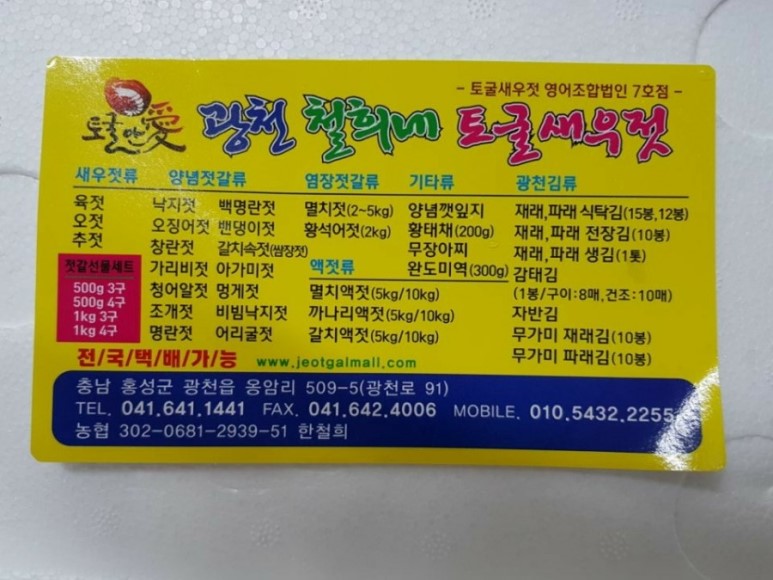 - 토굴새우젓 영어조합법인 7호점 -
토굴안愛 광천 철희네 토굴새우젓
새우젓류
육젓
오젓
추젓
젓갈선물세트
500g 3구
500g 4구
1kg 3구
1kg 4구
양념젓갈류
낙지젓 백명란젓
오징어젓 밴댕이젓
창란젓 갈치속젓(쌈장젓)
가리비젓 아가미젓
청어알젓 멍게젓
조개젓 비빔낙지젓
명란젓 어리굴젓
염장젓갈류
멸치젓(2~5kg)
황석어젓(2kg)
액젓류
멸치액젓(5kg/10kg)
까나리액젓(5kg/10kg)
갈치액젓(5kg/10kg)
기타류
양념깻잎지
황태채(200g)
무장아찌
완도미역(300g)
광천김류
재래,파래 식탁김(15봉,12봉)
재래,파래 전장김(10봉)
재래,파래 생김(1톳)
감태김
(1봉/구이:8매,건조:10매)
자반김
무가미 재래김(10봉)
무가미 파래김(10봉)
전/국/택/배/가/능 www.jeotgalmall.com
충남 홍성군 광천읍 옹암리 509-5(광천로 91)
TEL. 041.641.1441 FAX. 041.642.4006 MOBILE. 010.5432.2255
농협 302-0681-2939-51 한철희